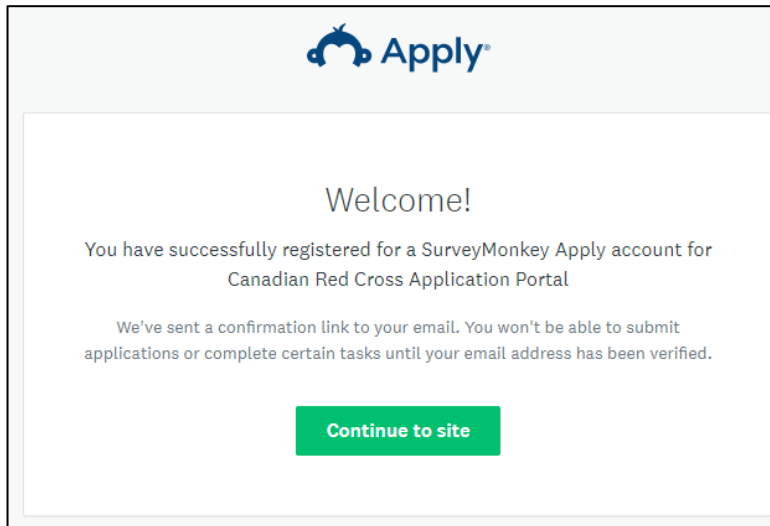 Apply®
Welcome!
You have successfully registered for a SurveyMonkey Apply account for
Canadian Red Cross Application Portal
We've sent a confirmation link to your email. You won't be able to submit
applications or complete certain tasks until your email address has been verified.
Continue to site